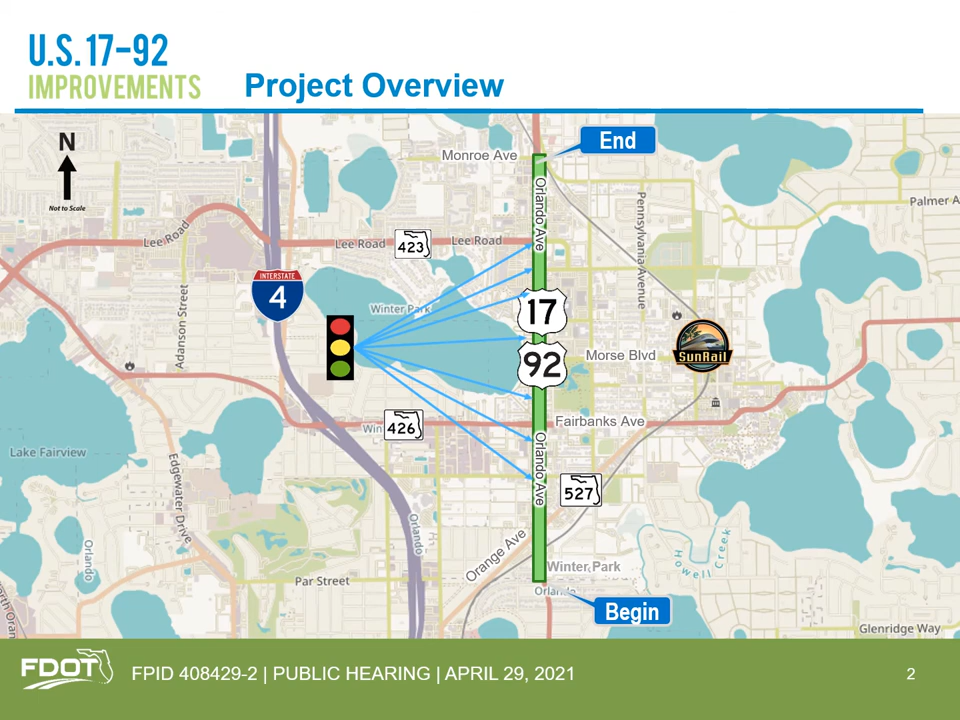 U.S. 17-92
IMPROVEMENTS
Project Overview
N
Not to Scale
End
Monroe Ave
Orlando Ave
Pennsylvania Avenue
Palmer A
Lee Road
Lee Road
423
Lee Road
INTERSTATE
4
Adanson Street
Winter Park
17
92
Morse Blvd
SunRail
Win
426
Fairbanks Ave
Lake Fairview
Edgewater Drive
Orlando Ave
527
Orlando
Orlando
Orange Ave
Howell Creek
Winter Park
Par Street
Orlando
Begin
Glenridge Way
FDOT
FPID 408429-2 | PUBLIC HEARING | APRIL 29, 2021
2